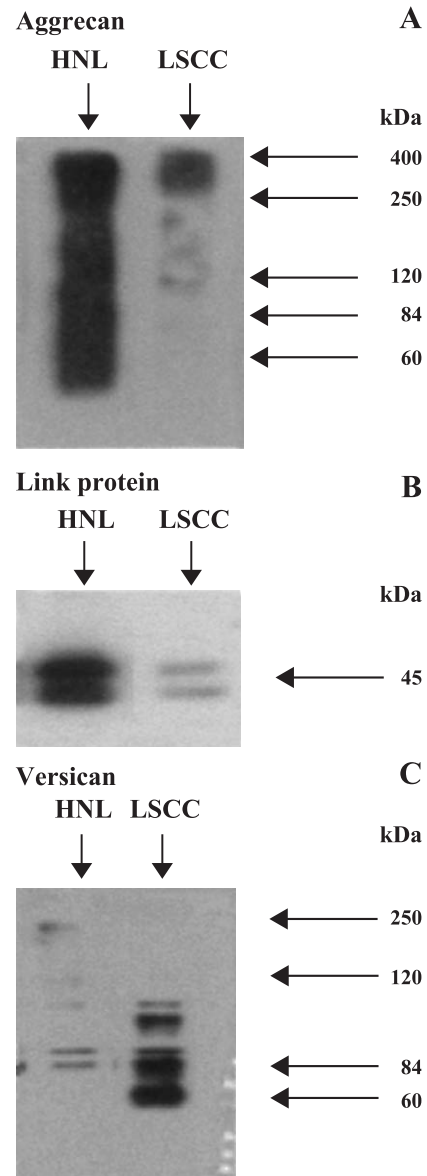 Aggrecan
A
HNL LSCC
kDa
400
250
120
84
60
Link protein
B
HNL LSCC
kDa
45
Versican
C
HNL LSCC
kDa
250
120
84
60